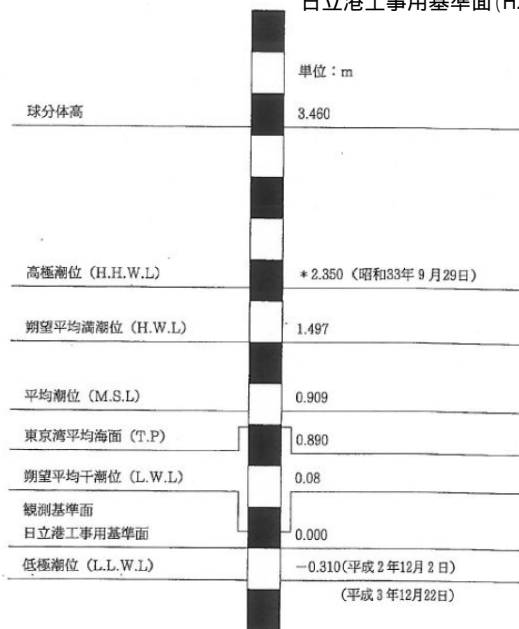 日立港工事用基準面(H.
単位：m
球分体高 3.460
高極潮位 (H.H.W.L) *2.350 (昭和33年9月29日)
朔望平均満潮位 (H.W.L) 1.497
平均潮位 (M.S.L) 0.909
東京湾平均海面 (T.P) 0.890
朔望平均干潮位 (L.W.L) 0.08
観測基準面
日立港工事用基準面 0.000
低極潮位 (L.L.W.L) －0.310(平成2年12月2日)
(平成3年12月22日)